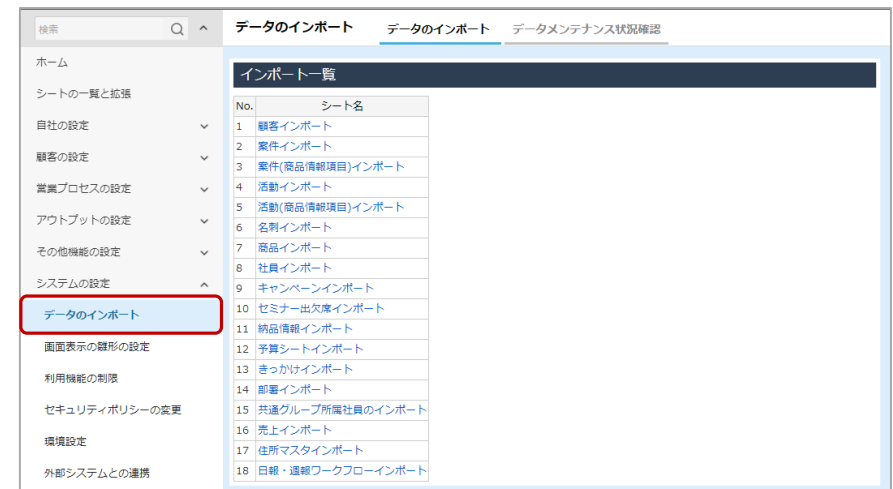 検索
ホーム
シートの一覧と拡張
自社の設定
顧客の設定
営業プロセスの設定
アウトプットの設定
その他機能の設定
システムの設定
データのインポート
画面表示の雛形の設定
利用機能の制限
セキュリティポリシーの変更
環境設定
外部システムとの連携
データのインポート データのインポート データメンテナンス状況確認
インポート一覧
No. シート名
1 顧客インポート
2 案件インポート
3 案件(商品情報項目)インポート
4 活動インポート
5 活動(商品情報項目)インポート
6 名刺インポート
7 商品インポート
8 社員インポート
9 キャンペーンインポート
10 セミナー出欠席インポート
11 納品情報インポート
12 予算シートインポート
13 きっかけインポート
14 部署インポート
15 共通グループ所属社員のインポート
16 売上インポート
17 住所マスタインポート
18 日報・週報ワークフローインポート